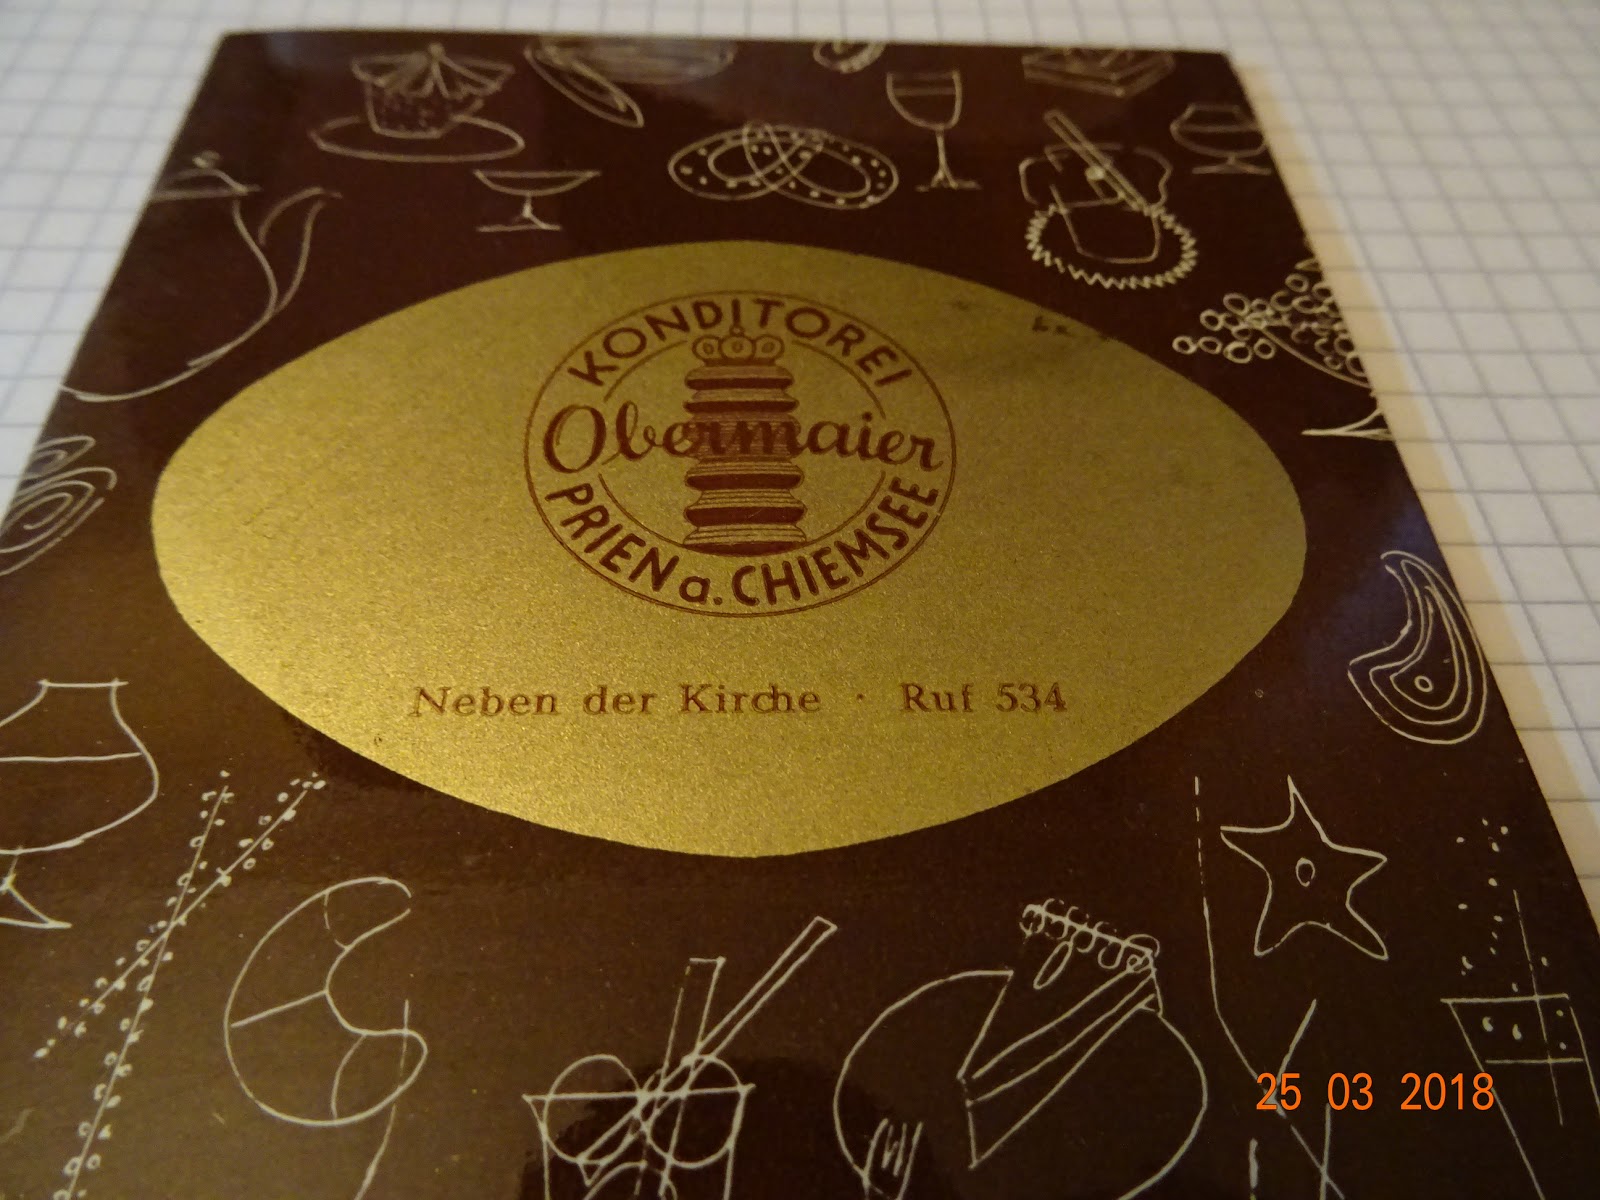 KONDITOREI
Obermaier
PRIEN a. CHIEMSEE
Neben der Kirche · Ruf 534
25 03 2018